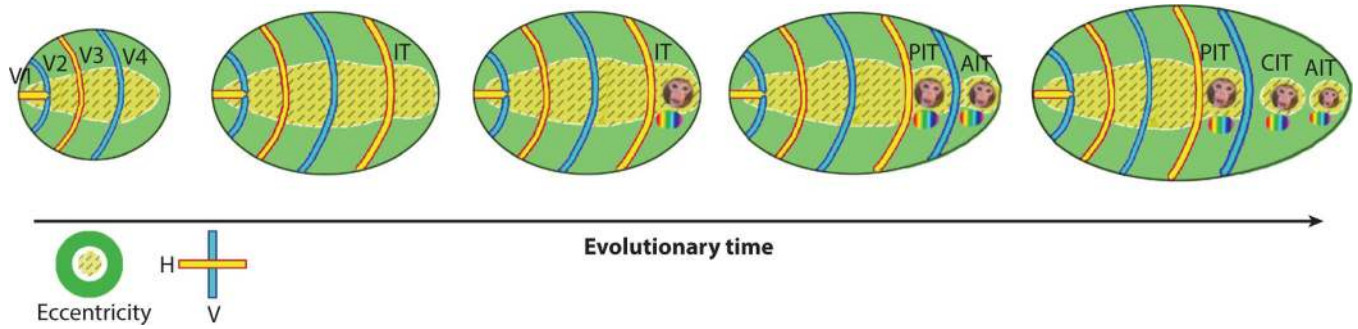 V1 V2 V3 V4
IT
IT
PIT AIT
PIT CIT AIT
Evolutionary time
H
V
Eccentricity